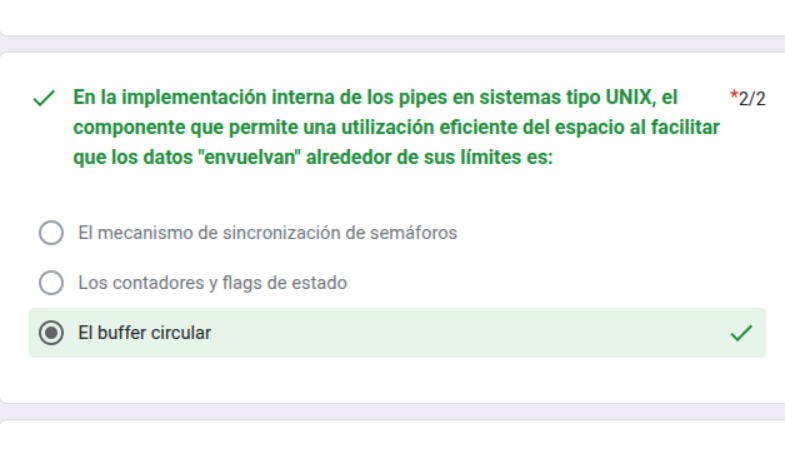 En la implementación interna de los pipes en sistemas tipo UNIX, el *2/2
componente que permite una utilización eficiente del espacio al facilitar
que los datos "envuelvan" alrededor de sus límites es:
El mecanismo de sincronización de semáforos
Los contadores y flags de estado
El buffer circular